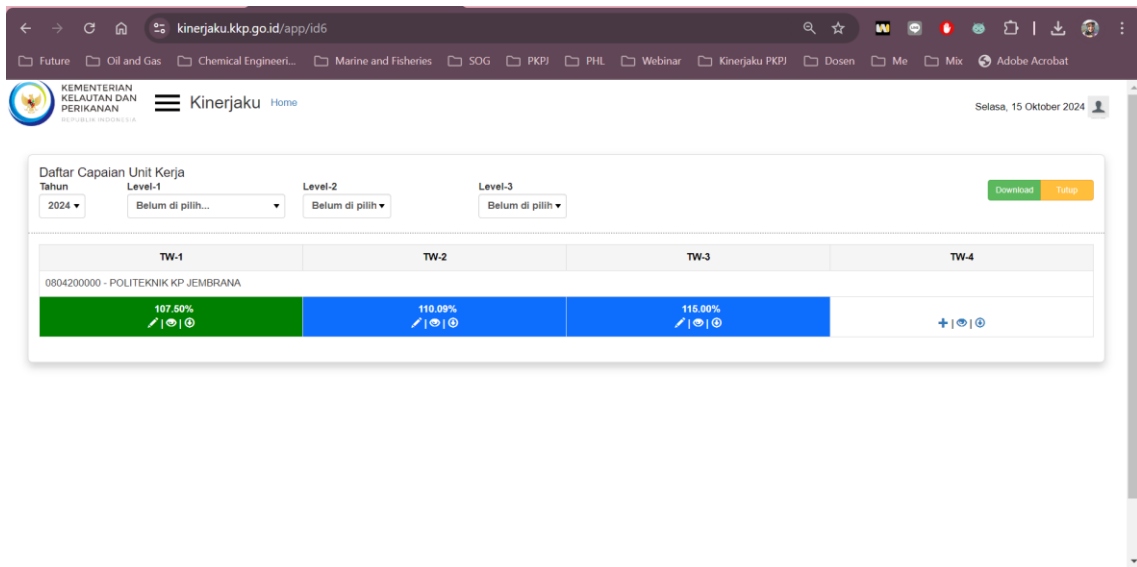 kinerjaku.kkp.go.id/app/id6
Future Oil and Gas Chemical Engineeri... Marine and Fisheries SOG PKPJ PHL Webinar Kinerjaku PKPJ Dosen Me Mix Adobe Acrobat
KEMENTERIAN
KELAUTAN DAN
PERIKANAN
REPUBLIK INDONESIA
Kinerjaku Home
Selasa, 15 Oktober 2024
Daftar Capaian Unit Kerja
Tahun Level-1 Level-2 Level-3
2024 Belum di pilih... Belum di pilih Belum di pilih
Download Tutup
TW-1 TW-2 TW-3 TW-4
0804200000 - POLITEKNIK KP JEMBRANA
107.50% 110.09% 115.00%